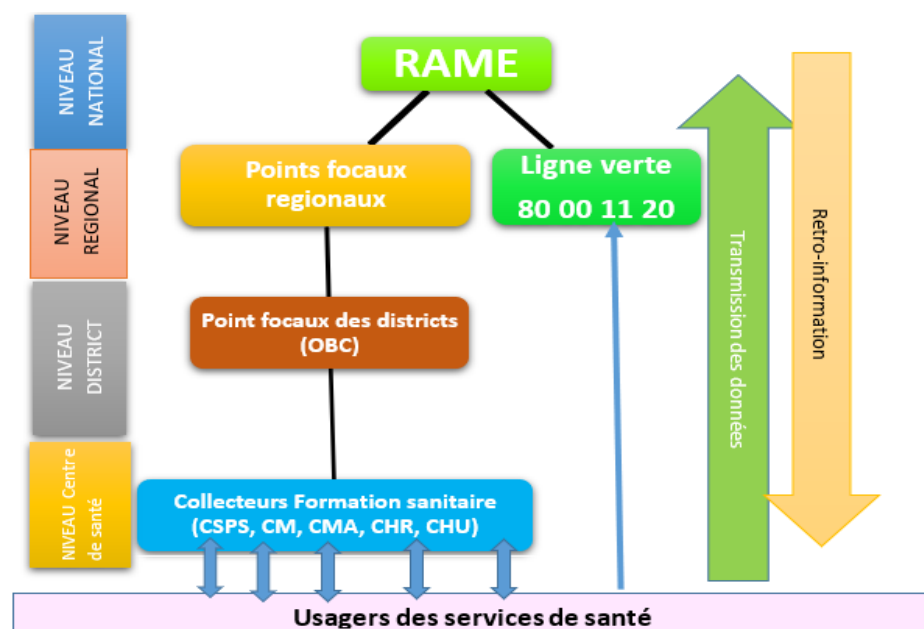 NIVEAU
NATIONAL
RAME
NIVEAU
REGIONAL
Points focaux
regionaux
Ligne verte
80 00 11 20
NIVEAU
DISTRICT
Point focaux des districts
(OBC)
NIVEAU Centre
de santé
Collecteurs Formation sanitaire
(CSPS, CM, CMA, CHR, CHU)
Transmission des données
Retro-information
Usagers des services de santé